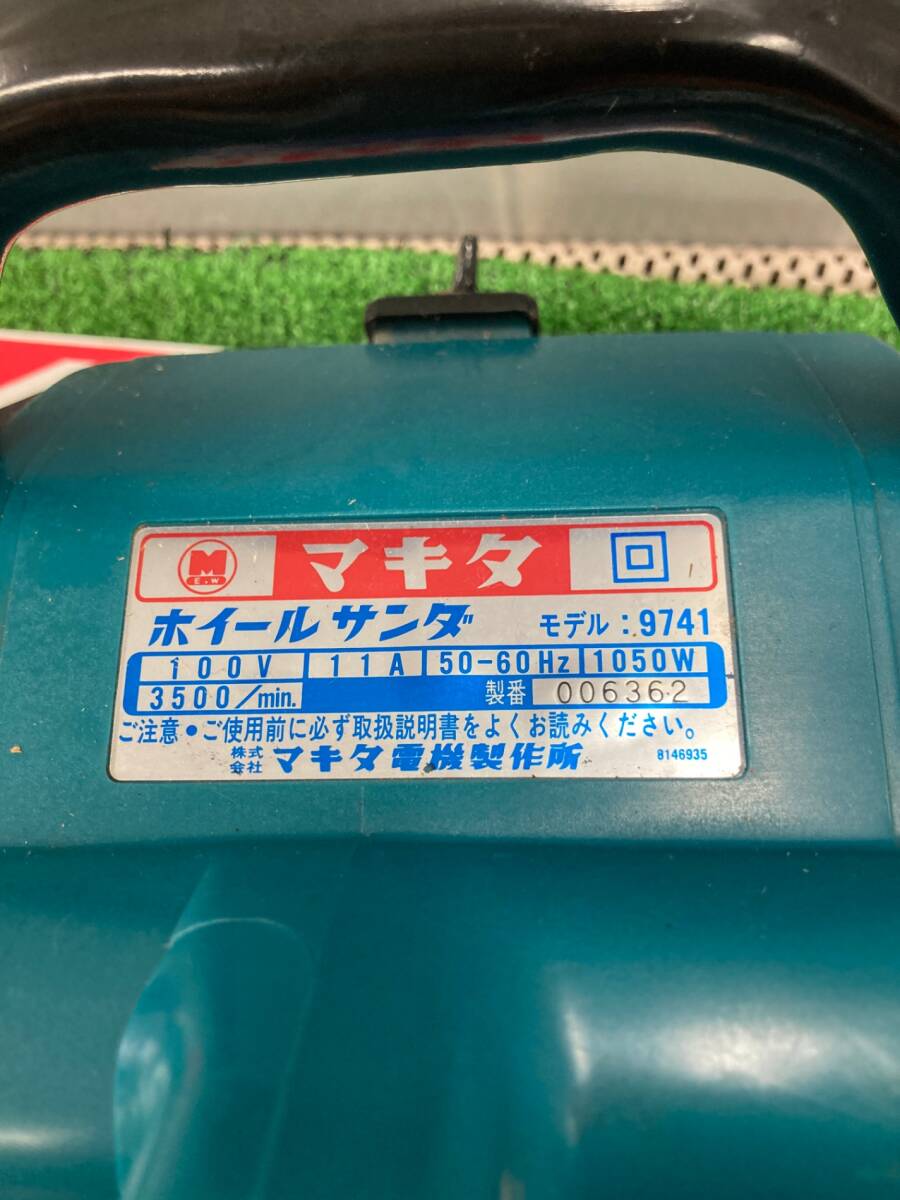 M
E.W
マキタ
ホイールサンダ モデル:9741
100V 11A 50-60Hz 1050W
3500/min. 製番 006362
ご注意●ご使用前に必ず取扱説明書をよくお読みください。
株式会社 マキタ電機製作所 8146935